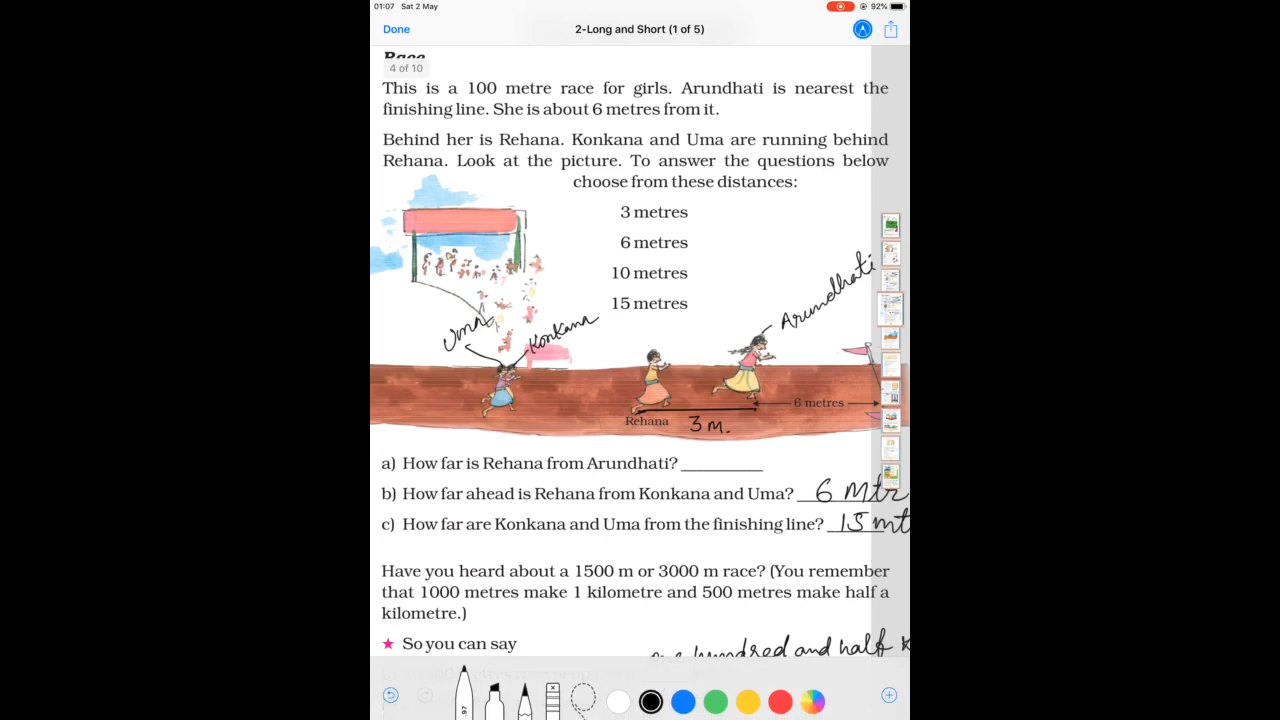 01:07 Sat 2 May
92%
Done
2-Long and Short (1 of 5)
Race
4 of 10
This is a 100 metre race for girls. Arundhati is nearest the
finishing line. She is about 6 metres from it.
Behind her is Rehana. Konkana and Uma are running behind
Rehana. Look at the picture. To answer the questions below
choose from these distances:
3 metres
6 metres
10 metres
15 metres
Arundhati
Uma
Konkana
6 metres
Rehana
3 m.
a) How far is Rehana from Arundhati?
b) How far ahead is Rehana from Konkana and Uma? 6 Mtr
c) How far are Konkana and Uma from the finishing line? 15 mt
Have you heard about a 1500 m or 3000 m race? (You remember
that 1000 metres make 1 kilometre and 500 metres make half a
kilometre.)
★ So you can say
hundred and half
97